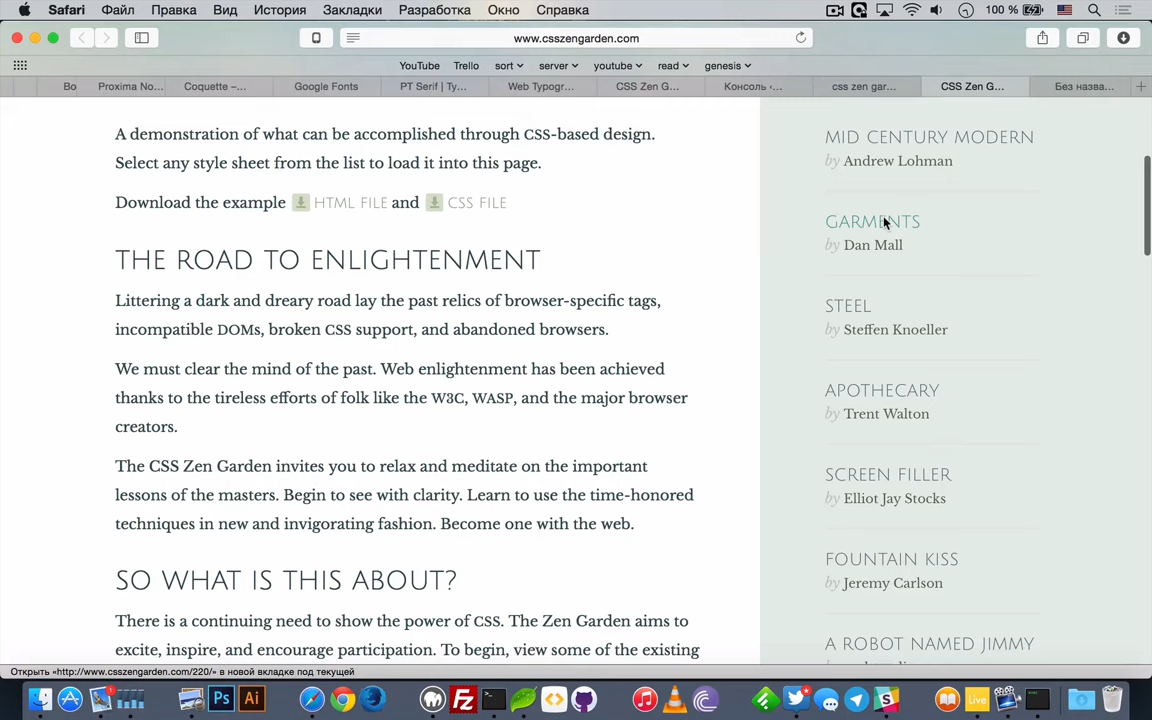 Safari Файл Правка Вид История Закладки Разработка Окно Справка 100 %
www.csszengarden.com
YouTube Trello sort server youtube read genesis
Bo Proxima No... Coquette –... Google Fonts PT Serif | Ty... Web Typogr... CSS Zen G... Консоль ‹·... css zen gar... CSS Zen G... Без назва...
A demonstration of what can be accomplished through CSS-based design.
Select any style sheet from the list to load it into this page.
Download the example HTML FILE and CSS FILE
THE ROAD TO ENLIGHTENMENT
Littering a dark and dreary road lay the past relics of browser-specific tags,
incompatible DOMs, broken CSS support, and abandoned browsers.
We must clear the mind of the past. Web enlightenment has been achieved
thanks to the tireless efforts of folk like the W3C, WASP, and the major browser
creators.
The CSS Zen Garden invites you to relax and meditate on the important
lessons of the masters. Begin to see with clarity. Learn to use the time-honored
techniques in new and invigorating fashion. Become one with the web.
SO WHAT IS THIS ABOUT?
There is a continuing need to show the power of CSS. The Zen Garden aims to
excite, inspire, and encourage participation. To begin, view some of the existing
MID CENTURY MODERN
by Andrew Lohman
GARMENTS
by Dan Mall
STEEL
by Steffen Knoeller
APOTHECARY
by Trent Walton
SCREEN FILLER
by Elliot Jay Stocks
FOUNTAIN KISS
by Jeremy Carlson
A ROBOT NAMED JIMMY
Открыть «http://www.csszengarden.com/220/» в новой вкладке под текущей
Ps Ai Fz Live